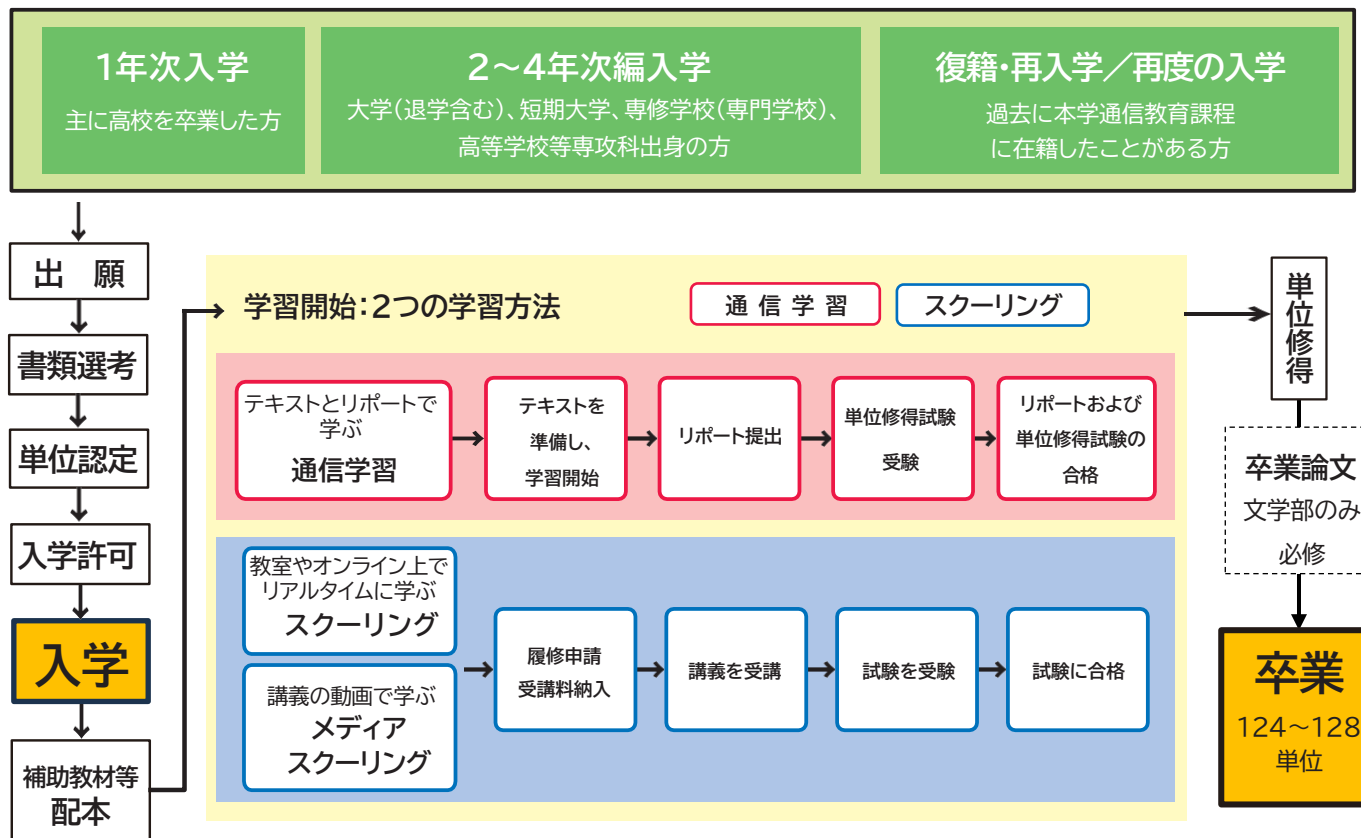 1年次入学
主に高校を卒業した方
2〜4年次編入学
大学(退学含む)、短期大学、専修学校(専門学校)、
高等学校等専攻科出身の方
復籍・再入学／再度の入学
過去に本学通信教育課程
に在籍したことがある方
出　願
書類選考
単位認定
入学許可
入学
補助教材等
配本
学習開始：2つの学習方法
通 信 学 習
スクーリング
テキストとリポートで
学ぶ
通信学習
テキストを
準備し、
学習開始
リポート提出
単位修得試験
受験
リポートおよび
単位修得試験の
合格
教室やオンライン上で
リアルタイムに学ぶ
スクーリング
講義の動画で学ぶ
メディア
スクーリング
履修申請
受講料納入
講義を受講
試験を受験
試験に合格
単位修得
卒業論文
文学部のみ
必修
卒業
124〜128
単位